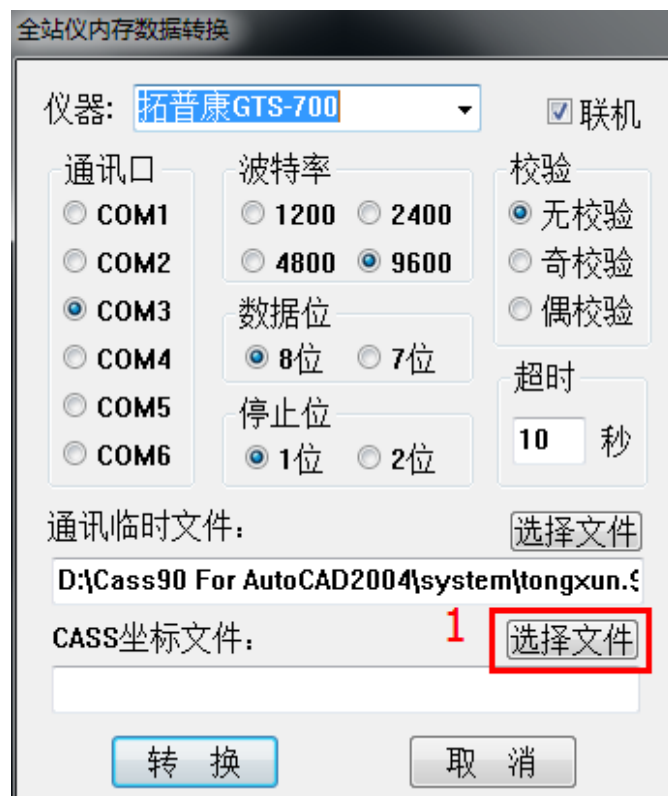 全站仪内存数据转换
仪器: 拓普康GTS-700 联机
通讯口 波特率 校验
COM1 1200 2400 无校验
COM2 4800 9600 奇校验
COM3 数据位 偶校验
COM4 8位 7位 超时
COM5 停止位 10 秒
COM6 1位 2位
通讯临时文件: 选择文件
D:\Cass90 For AutoCAD2004\system\tongxun.
CASS坐标文件: 1 选择文件
转 换 取 消